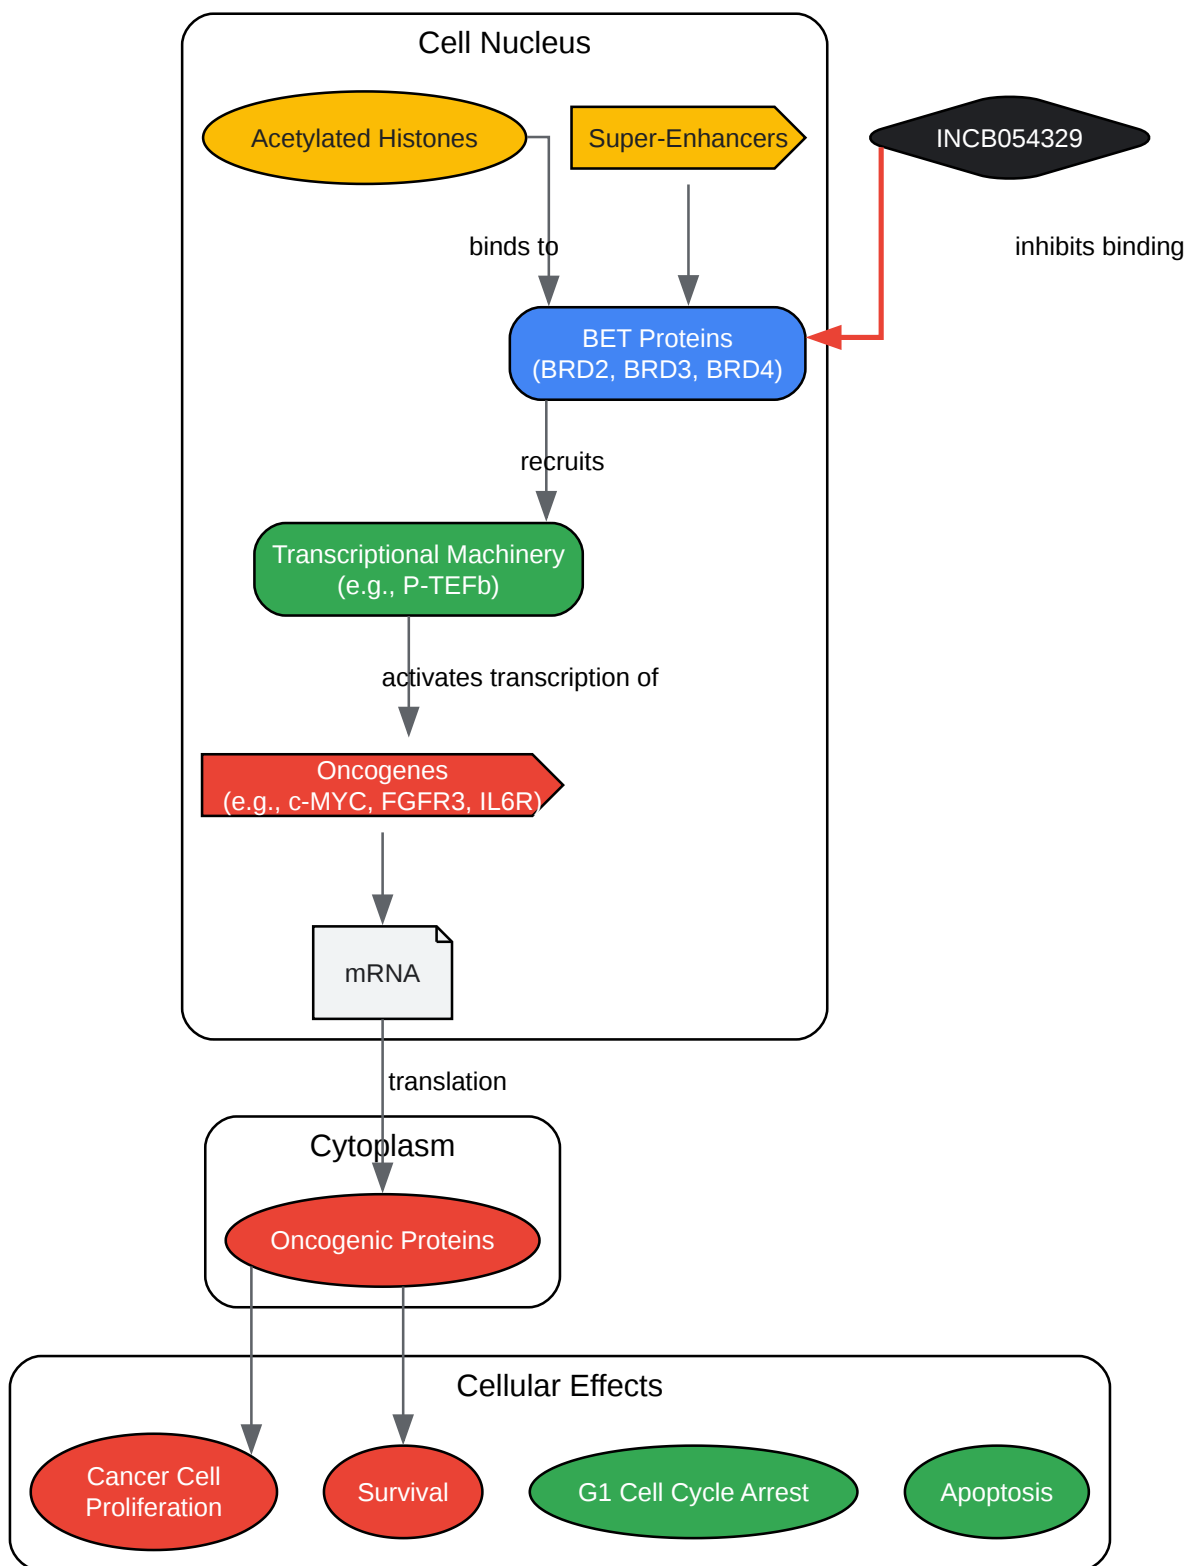 Cell Nucleus
Acetylated Histones
Super-Enhancers
INCB054329
binds to
inhibits binding
BET Proteins
(BRD2, BRD3, BRD4)
recruits
Transcriptional Machinery
(e.g., P-TEFb)
activates transcription of
Oncogenes
(e.g., c-MYC, FGFR3, IL6R)
mRNA
translation
Cytoplasm
Oncogenic Proteins
Cellular Effects
Cancer Cell
Proliferation
Survival
G1 Cell Cycle Arrest
Apoptosis